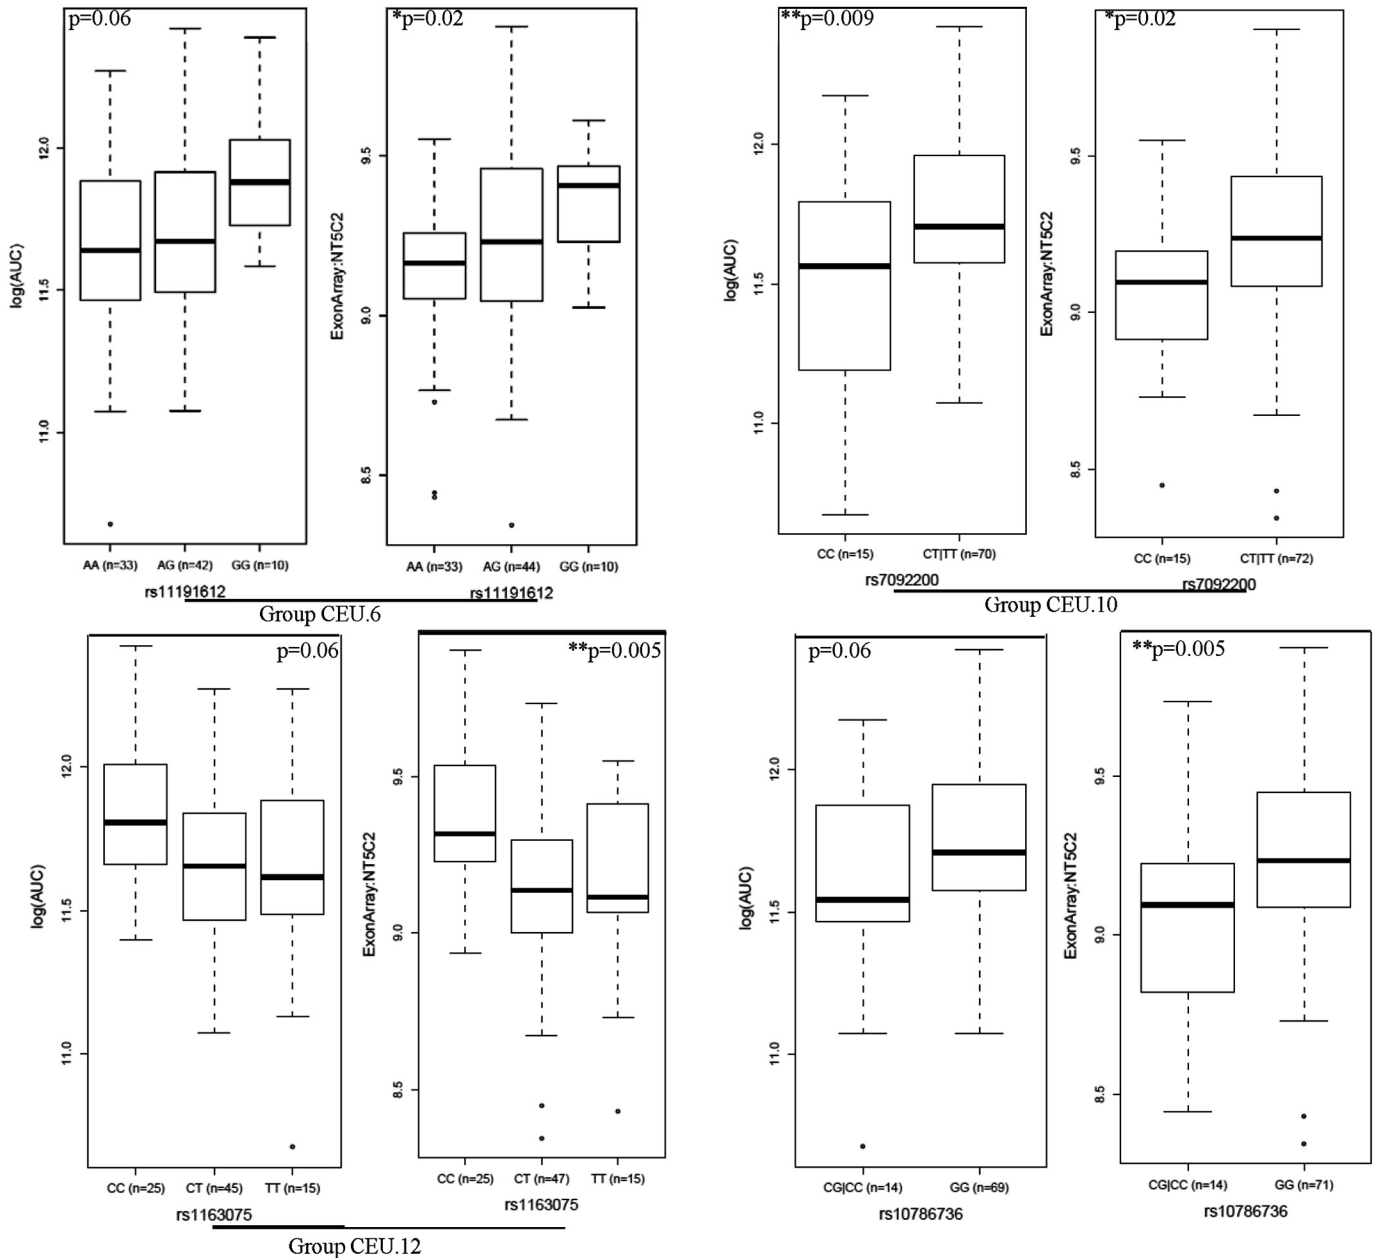 p=0.06
12.0
11.5
11.0
log(AUC)
AA (n=33) AG (n=42) GG (n=10)
rs11191612
*p=0.02
9.5
9.0
8.5
ExonArray:NT5C2
AA (n=33) AG (n=44) GG (n=10)
rs11191612
Group CEU.6
**p=0.009
12.0
11.5
11.0
log(AUC)
CC (n=15) CT|TT (n=70)
rs7092200
*p=0.02
9.5
9.0
8.5
ExonArray:NT5C2
CC (n=15) CT|TT (n=72)
rs7092200
Group CEU.10
p=0.06
12.0
11.5
11.0
log(AUC)
CC (n=25) CT (n=45) TT (n=15)
rs1163075
**p=0.005
9.5
9.0
8.5
ExonArray:NT5C2
CC (n=25) CT (n=47) TT (n=15)
rs1163075
Group CEU.12
p=0.06
12.0
11.5
11.0
log(AUC)
CG|CC (n=14) GG (n=69)
rs10786736
**p=0.005
9.5
9.0
8.5
ExonArray:NT5C2
CG|CC (n=14) GG (n=71)
rs10786736